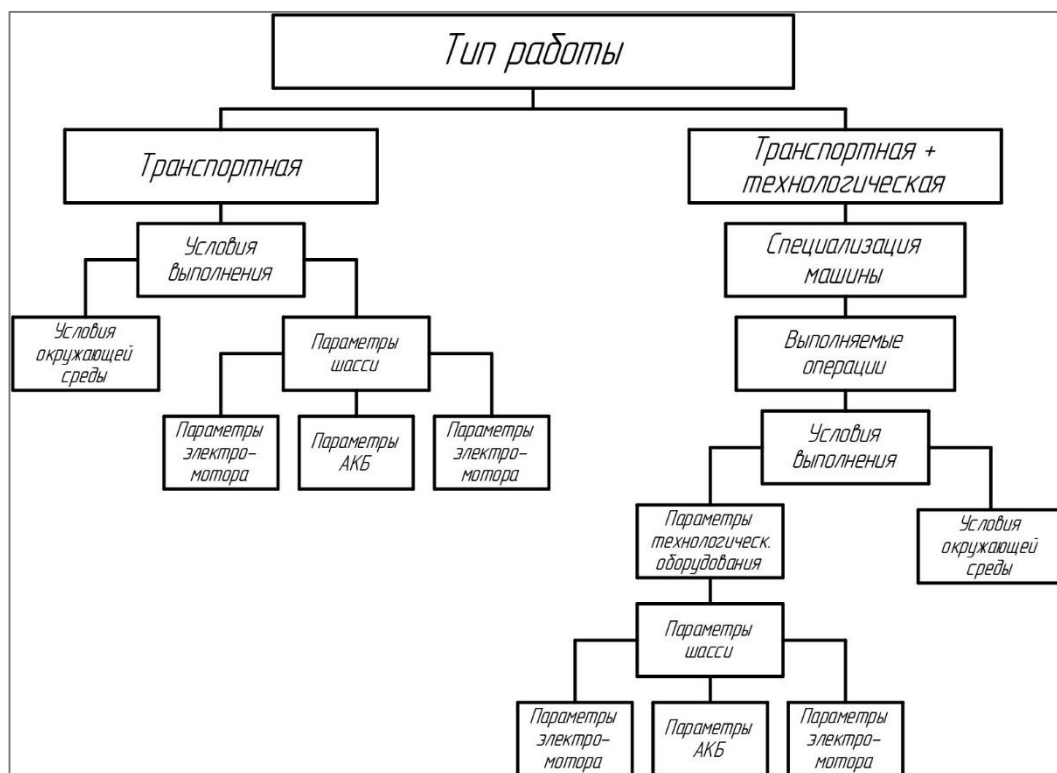 Тип работы
Транспортная
Транспортная +
технологическая
Условия
выполнения
Специализация
машины
Условия
окружающей
среды
Параметры
шасси
Выполняемые
операции
Параметры
электро-
мотора
Параметры
АКБ
Параметры
электро-
мотора
Условия
выполнения
Параметры
технологическ.
оборудования
Условия
окружающей
среды
Параметры
шасси
Параметры
электро-
мотора
Параметры
АКБ
Параметры
электро-
мотора